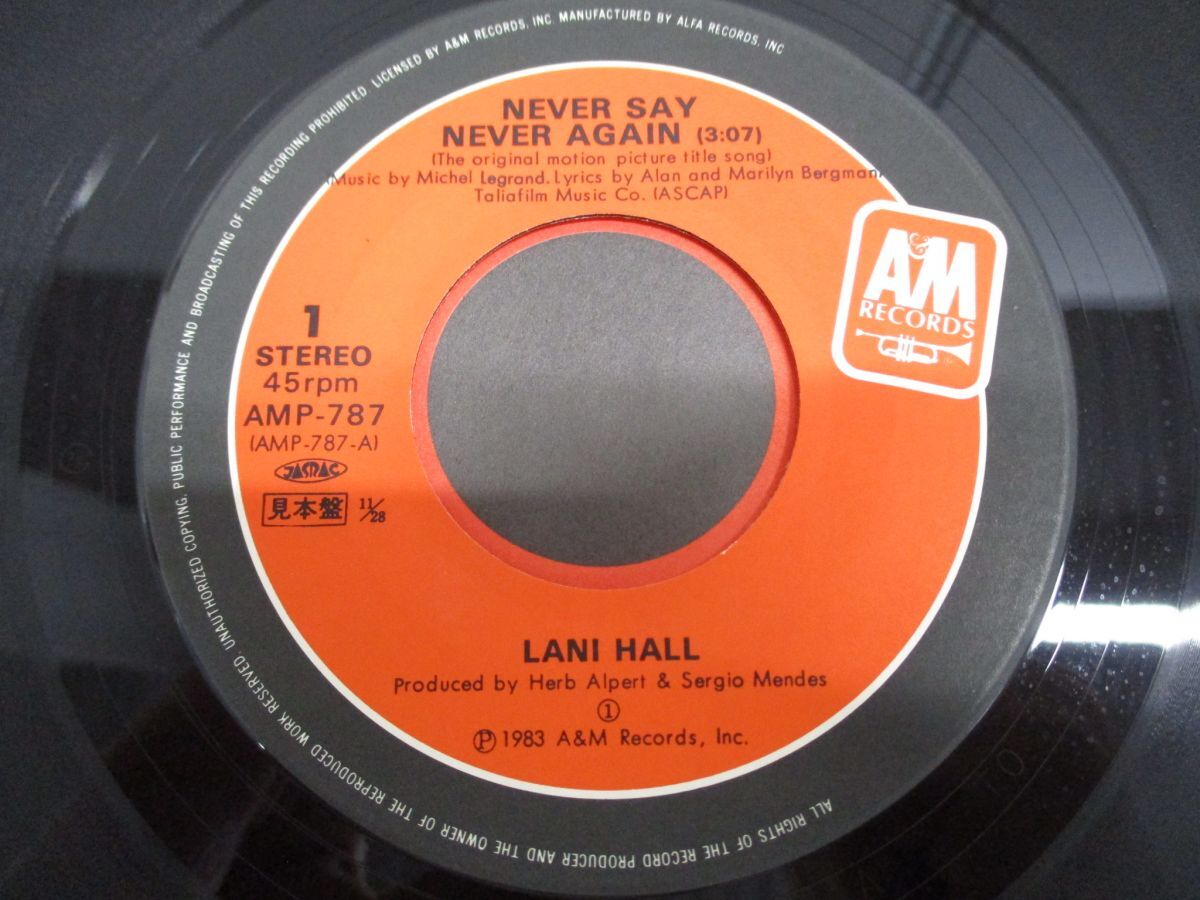 ALL RIGHTS OF THE RECORD PRODUCER AND THE OWNER OF THE REPRODUCED WORK RESERVED. UNAUTHORIZED COPYING, PUBLIC PERFORMANCE AND BROADCASTING OF THIS RECORDING PROHIBITED. LICENSED BY A&M RECORDS, INC. MANUFACTURED BY ALFA RECORDS, INC
NEVER SAY
NEVER AGAIN (3:07)
(The original motion picture title song)
(Music by Michel Legrand. Lyrics by Alan and Marilyn Bergman)
Taliafilm Music Co. (ASCAP)
A&M
RECORDS
1
STEREO
45rpm
AMP-787
(AMP-787-A)
JASRAC
見本盤 11/28
LANI HALL
Produced by Herb Alpert & Sergio Mendes
①
Ⓟ1983 A&M Records, Inc.